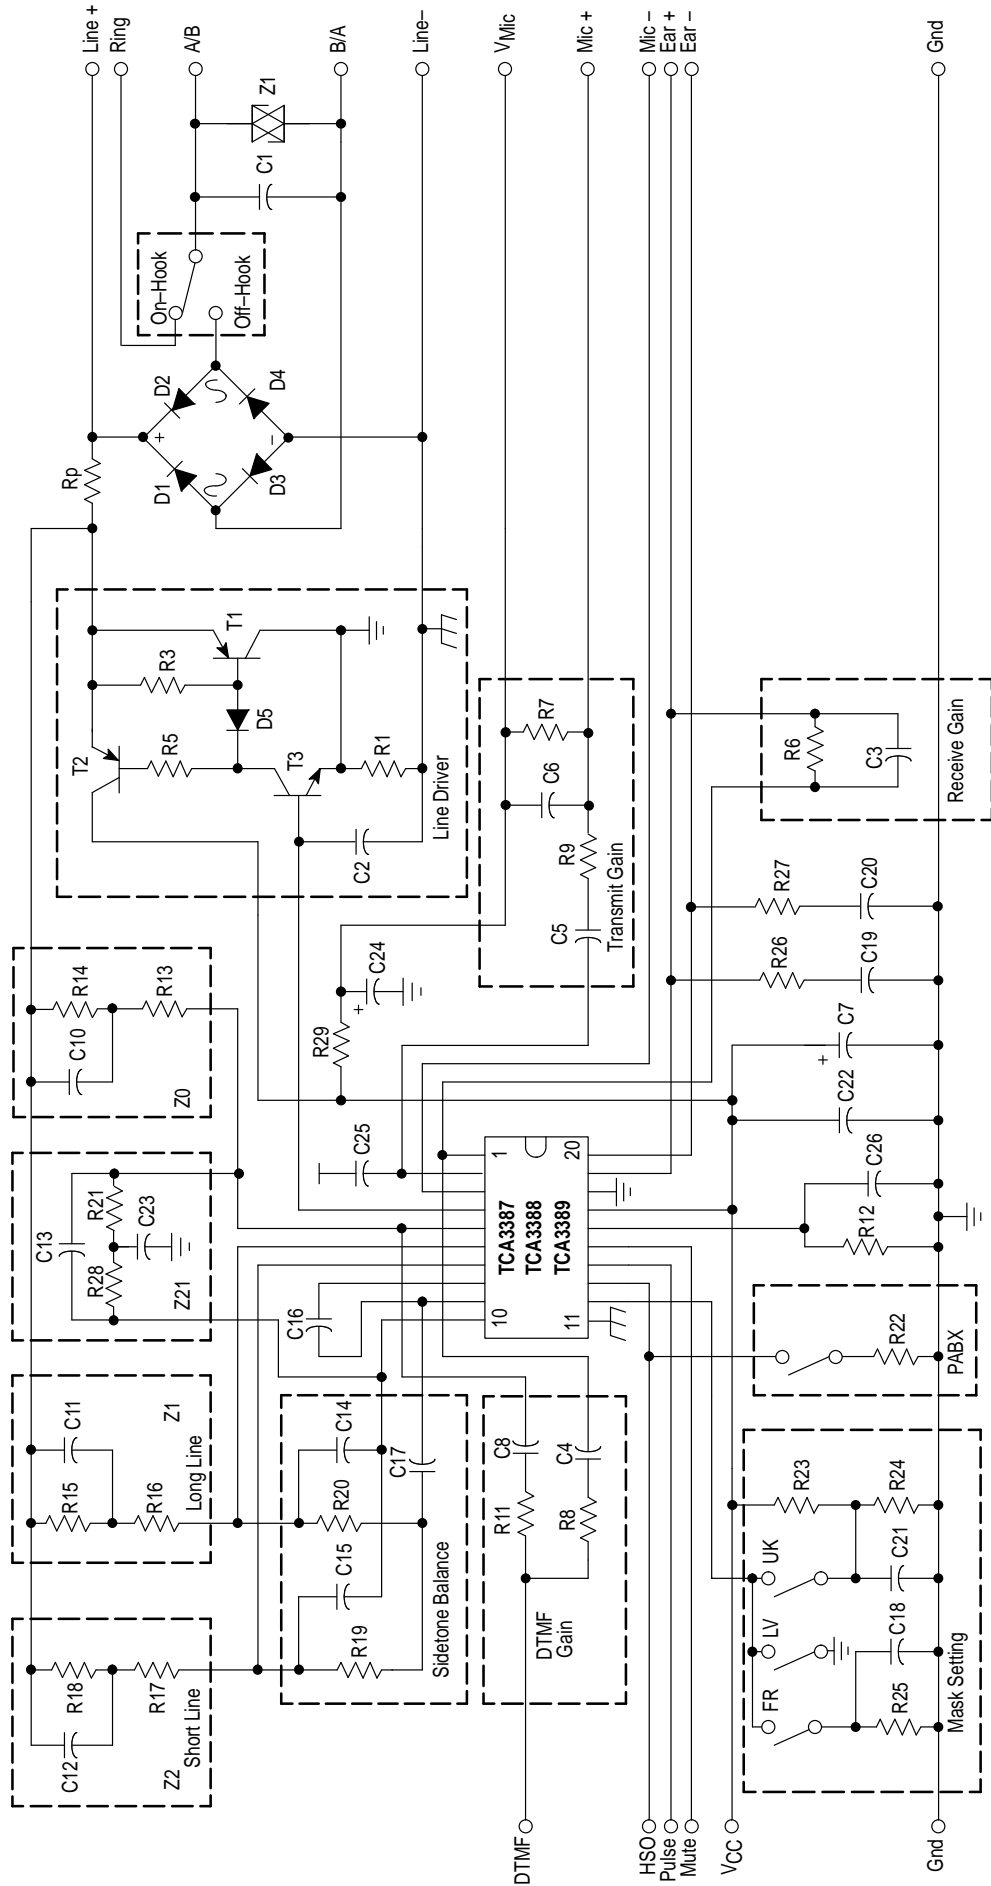 Line +
Ring
A/B
B/A
Line–
VMic
Mic +
Mic –
Ear +
Ear –
Gnd
C12
R18
R17
Z2
Short Line
R15
C11
R16
Z1
Long Line
C13
R28
R21
C23
Z21
C10
R14
R13
Z0
T2
R5
R3
D5
T1
T3
R1
C2
Line Driver
Rp
D1
D2
D3
D4
+
–
On–Hook
Off–Hook
C1
Z1
R19
C15
R20
C14
C17
Sidetone Balance
C16
C25
R29
+
C24
10
1
TCA3387
TCA3388
TCA3389
11
20
C5
R9
C6
R7
Transmit Gain
R11
C8
R8
C4
DTMF
Gain
DTMF
HSO
Pulse
Mute
VCC
Gnd
FR
LV
UK
R25
C18
C21
R23
R24
Mask Setting
R22
PABX
R12
C26
C22
+
C7
R26
C19
R27
C20
R6
C3
Receive Gain